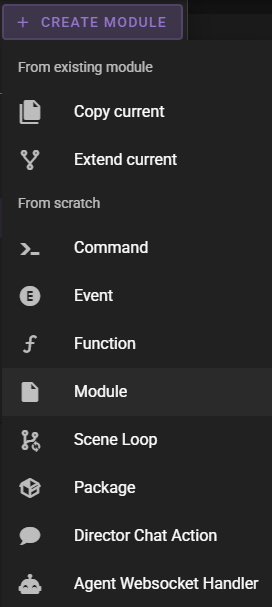 + CREATE MODULE
From existing module
Copy current
Extend current
From scratch
Command
Event
Function
Module
Scene Loop
Package
Director Chat Action
Agent Websocket Handler